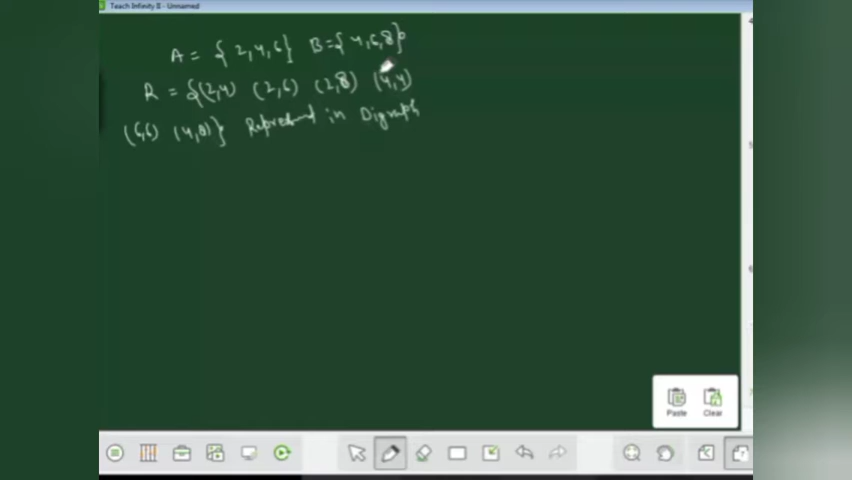 Teach Infinity II - Unnamed
A = { 2,4,6} B={ 4,6,8}
R = {(2,4) (2,6) (2,8) (4,4)
(6,6) (4,8)} Represent in Digraph
Paste Clear